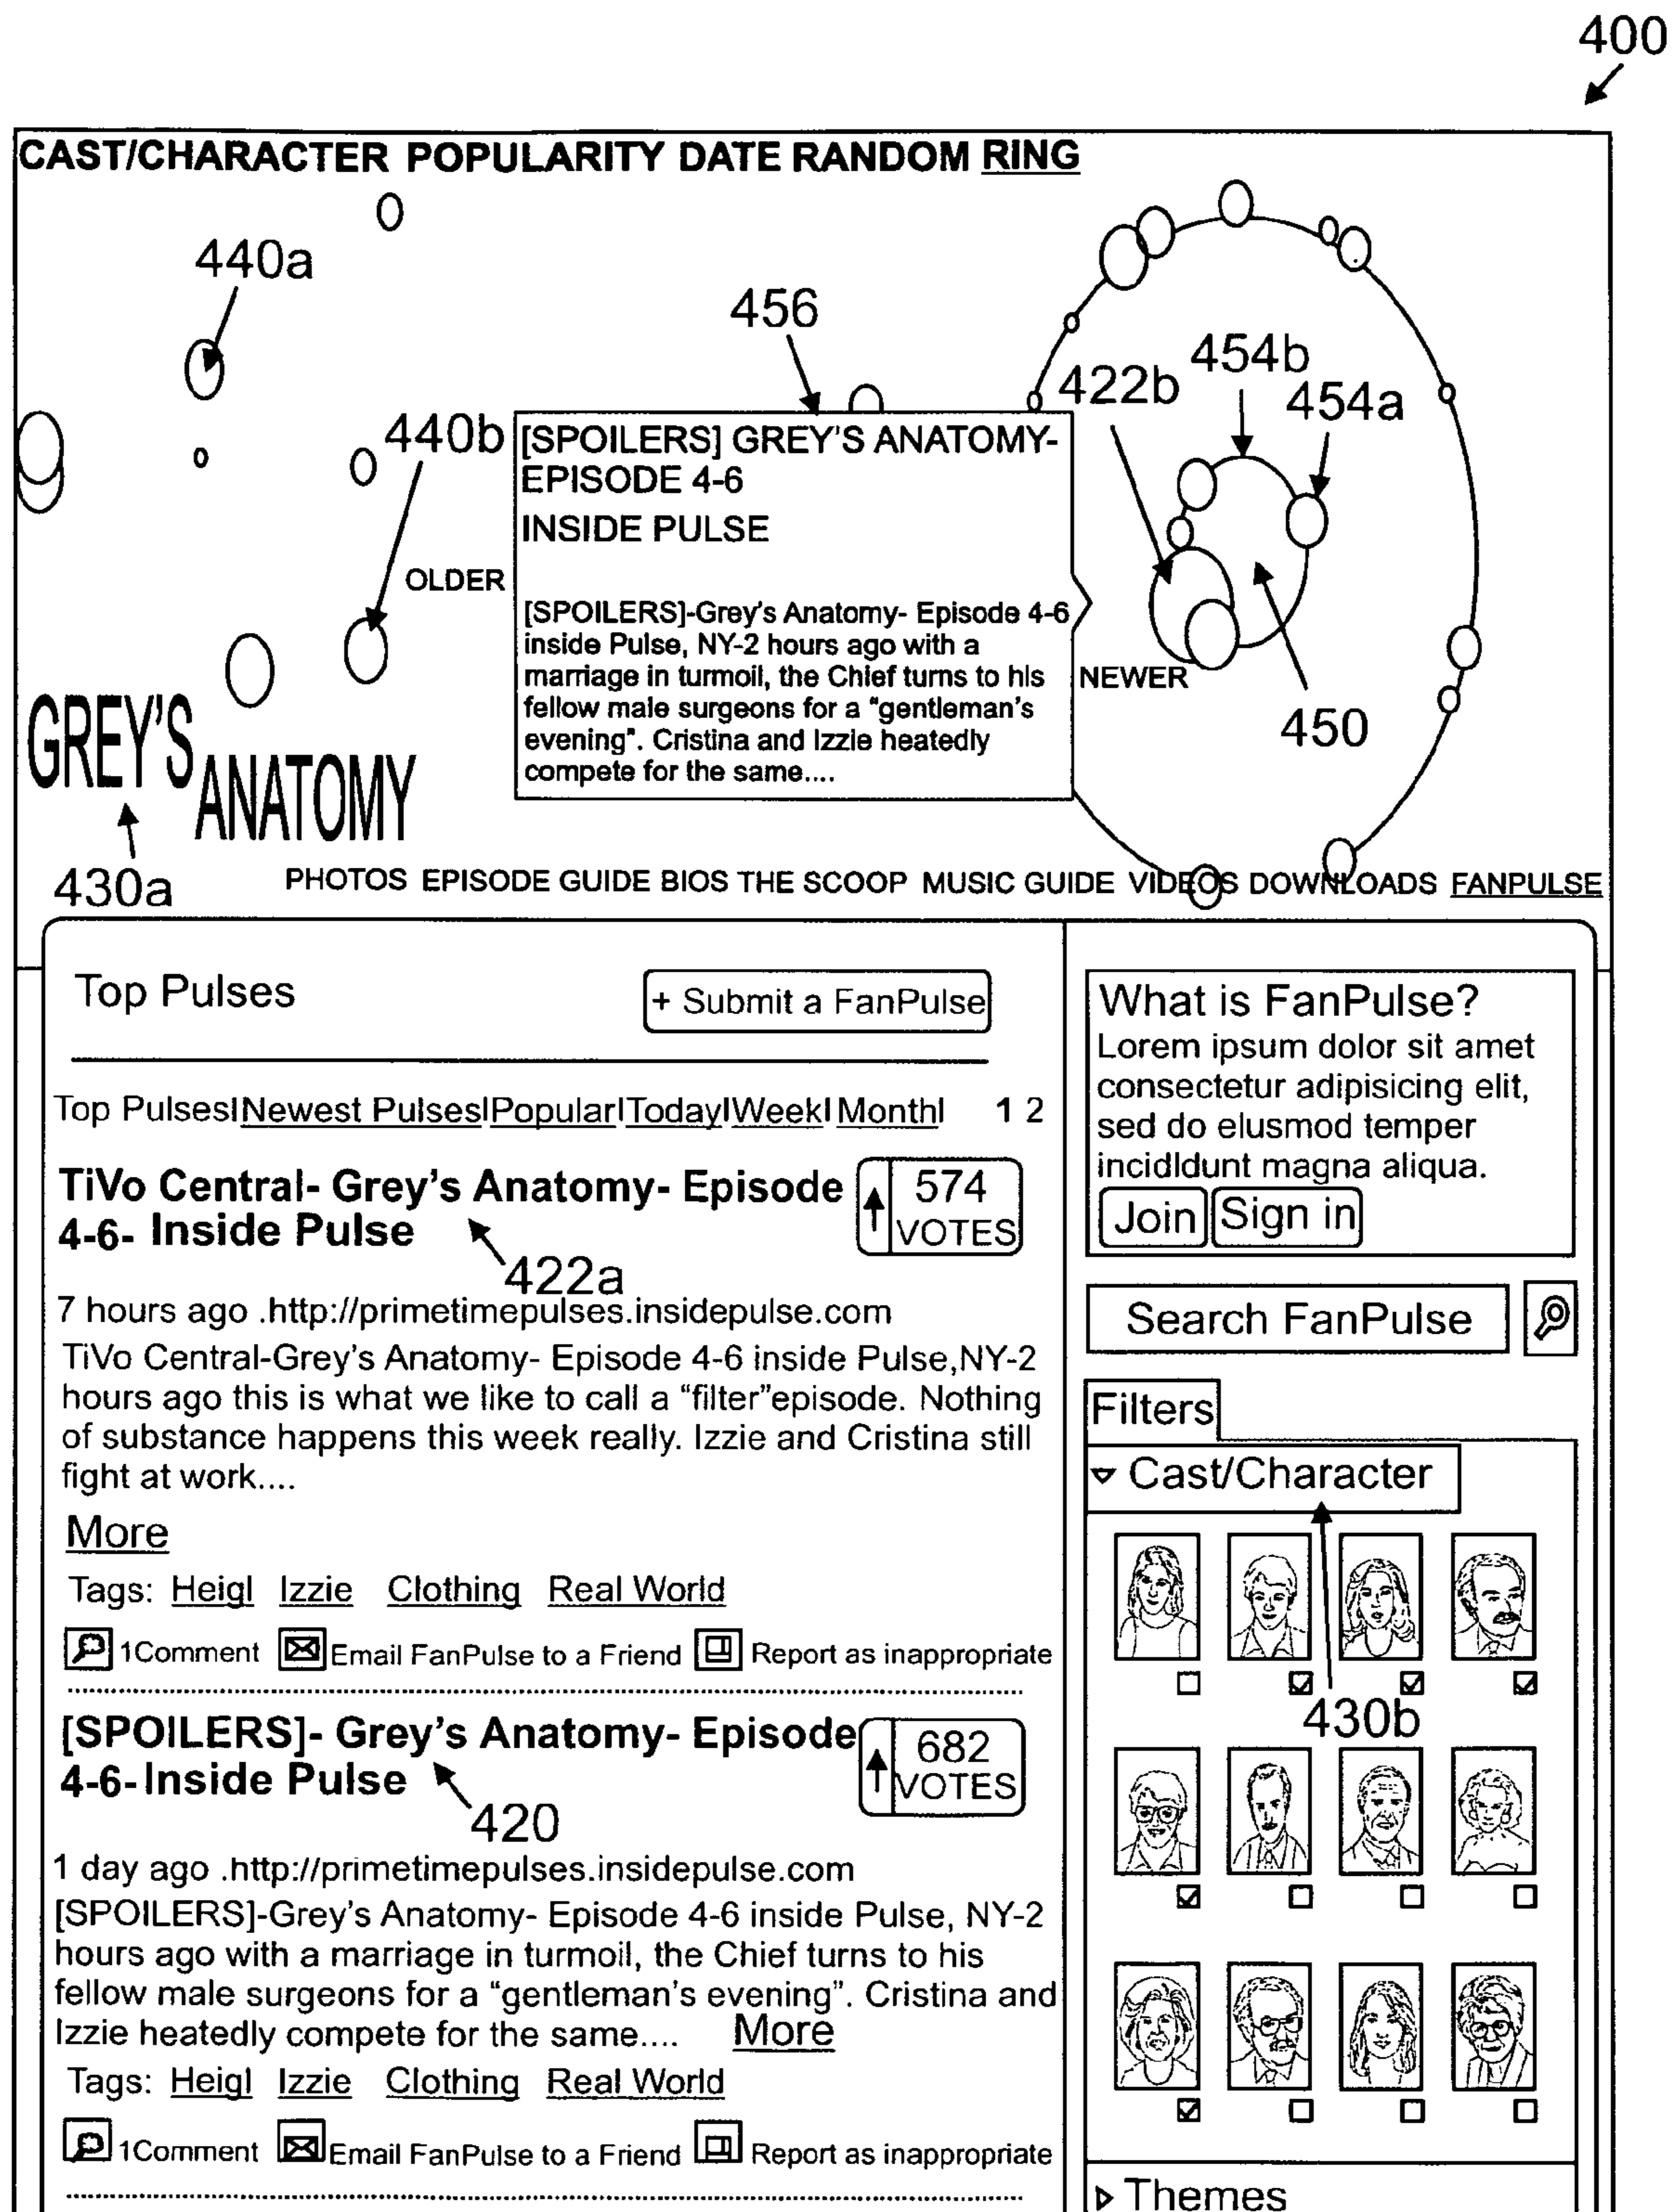 400
CAST/CHARACTER POPULARITY DATE RANDOM RING
440a
456
454b
422b
454a
440b
[SPOILERS] GREY'S ANATOMY-
EPISODE 4-6
INSIDE PULSE
OLDER
[SPOILERS]-Grey's Anatomy- Episode 4-6
inside Pulse, NY-2 hours ago with a
marriage in turmoil, the Chief turns to his
fellow male surgeons for a "gentleman's
evening". Cristina and Izzie heatedly
compete for the same....
NEWER
450
GREY'S
ANATOMY
430a
PHOTOS EPISODE GUIDE BIOS THE SCOOP MUSIC GUIDE VIDEOS DOWNLOADS FANPULSE
Top Pulses
+ Submit a FanPulse
Top Pulses|Newest Pulses|Popular|Today|Week| Month| 1 2
TiVo Central- Grey's Anatomy- Episode
4-6- Inside Pulse
574
VOTES
422a
7 hours ago .http://primetimepulses.insidepulse.com
TiVo Central-Grey's Anatomy- Episode 4-6 inside Pulse,NY-2
hours ago this is what we like to call a "filter"episode. Nothing
of substance happens this week really. Izzie and Cristina still
fight at work....
More
Tags: Heigl Izzie Clothing Real World
1Comment Email FanPulse to a Friend Report as inappropriate
[SPOILERS]- Grey's Anatomy- Episode
4-6-Inside Pulse
682
VOTES
420
1 day ago .http://primetimepulses.insidepulse.com
[SPOILERS]-Grey's Anatomy- Episode 4-6 inside Pulse, NY-2
hours ago with a marriage in turmoil, the Chief turns to his
fellow male surgeons for a "gentleman's evening". Cristina and
Izzie heatedly compete for the same.... More
Tags: Heigl Izzie Clothing Real World
1Comment Email FanPulse to a Friend Report as inappropriate
What is FanPulse?
Lorem ipsum dolor sit amet
consectetur adipisicing elit,
sed do elusmod temper
incidldunt magna aliqua.
Join Sign in
Search FanPulse
Filters
Cast/Character
430b
Themes